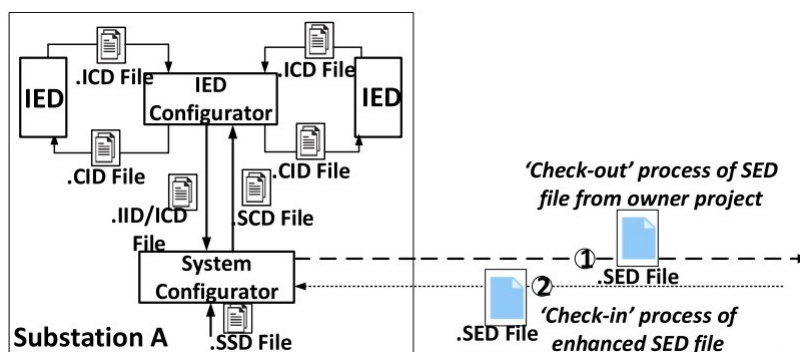 .ICD File
.ICD File
IED
IED
Configurator
IED
.CID File
.CID File
.IID/ICD
File
.SCD File
System
Configurator
.SSD File
Substation A
'Check-out' process of SED
file from owner project
1
.SED File
2
.SED File
'Check-in' process of
enhanced SED file